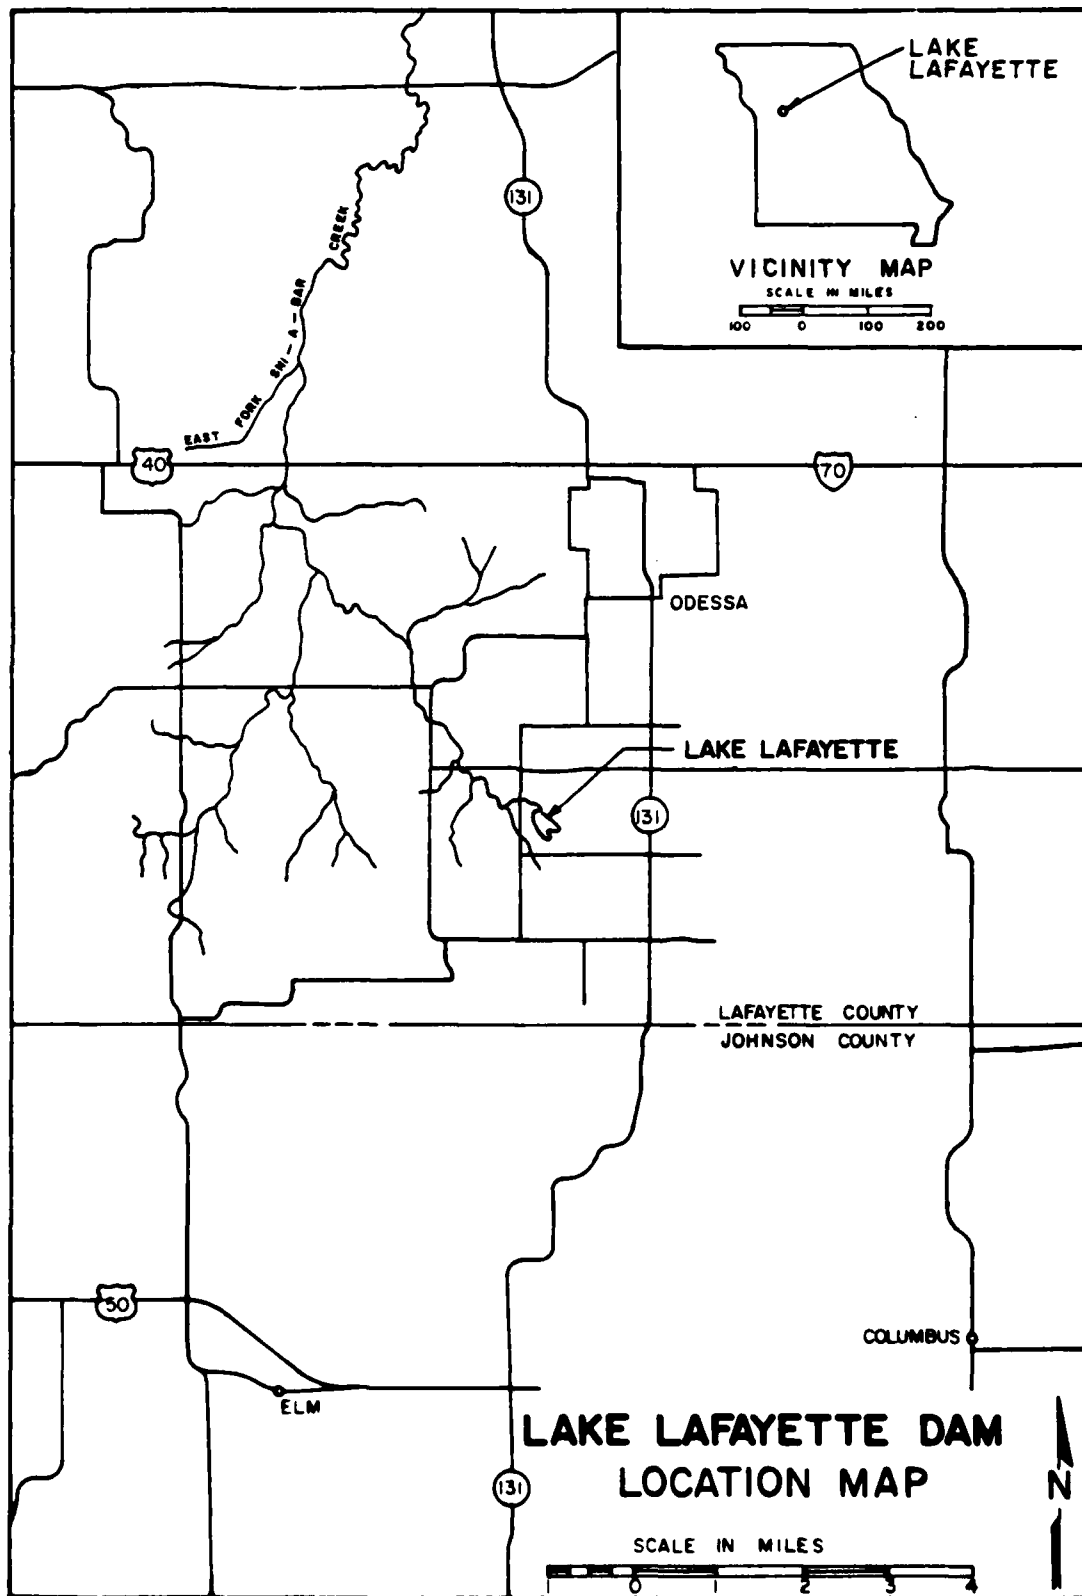 LAKE
LAFAYETTE
VICINITY MAP
SCALE IN MILES
100 0 100 200
131
EAST FORK SNI-A-BAR CREEK
40
70
ODESSA
LAKE LAFAYETTE
131
LAFAYETTE COUNTY
JOHNSON COUNTY
50
COLUMBUS
ELM
LAKE LAFAYETTE DAM
LOCATION MAP
N
131
SCALE IN MILES
1 0 1 2 3 4